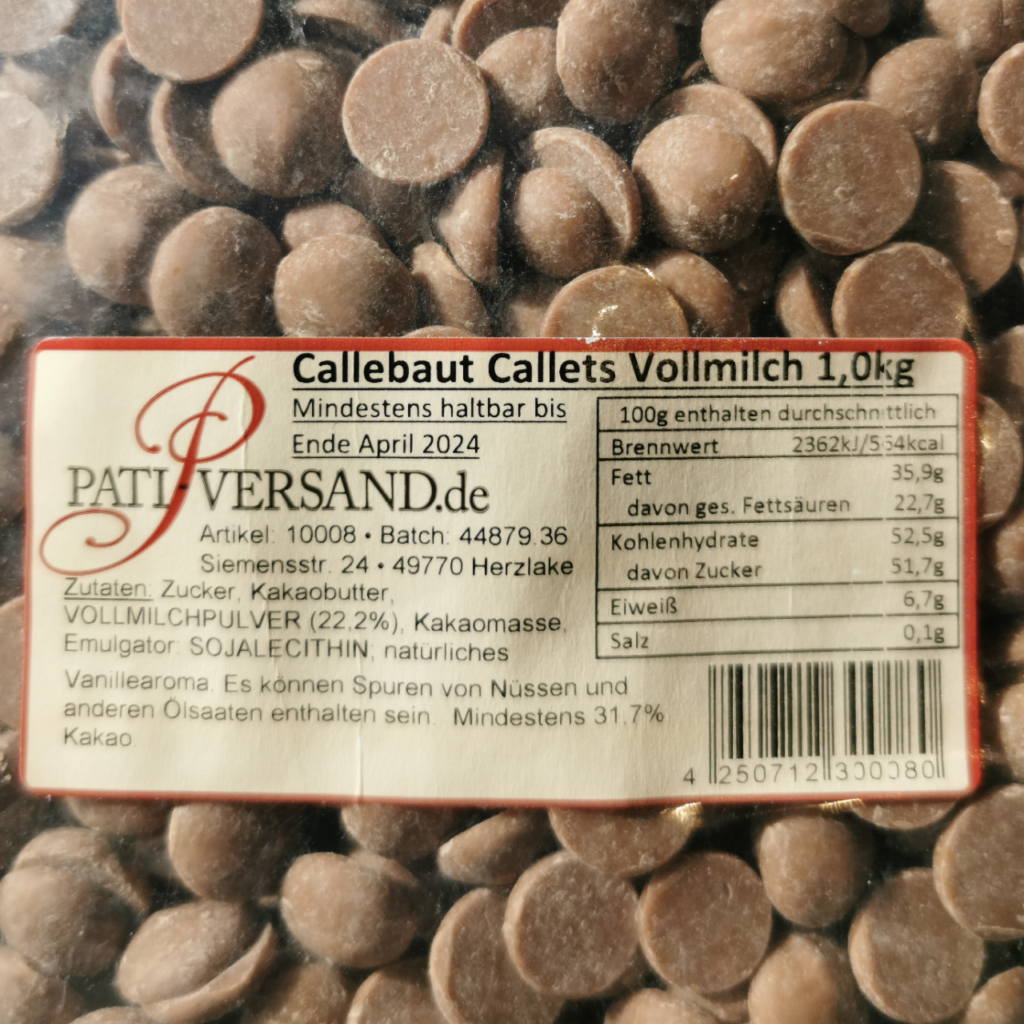 Callebaut Callets Vollmilch 1,0kg
Mindestens haltbar bis
Ende April 2024
PATI-VERSAND.de
Artikel: 10008 • Batch: 44879.36
Siemensstr. 24 • 49770 Herzlake
Zutaten: Zucker, Kakaobutter,
VOLLMILCHPULVER (22,2%), Kakaomasse,
Emulgator: SOJALECITHIN; natürliches
Vanillearoma. Es können Spuren von Nüssen und
anderen Ölsaaten enthalten sein. Mindestens 31,7%
Kakao.
100g enthalten durchschnittlich
Brennwert 2362kJ/564kcal
Fett 35,9g
davon ges. Fettsäuren 22,7g
Kohlenhydrate 52,5g
davon Zucker 51,7g
Eiweiß 6,7g
Salz 0,1g
4 250712 300080